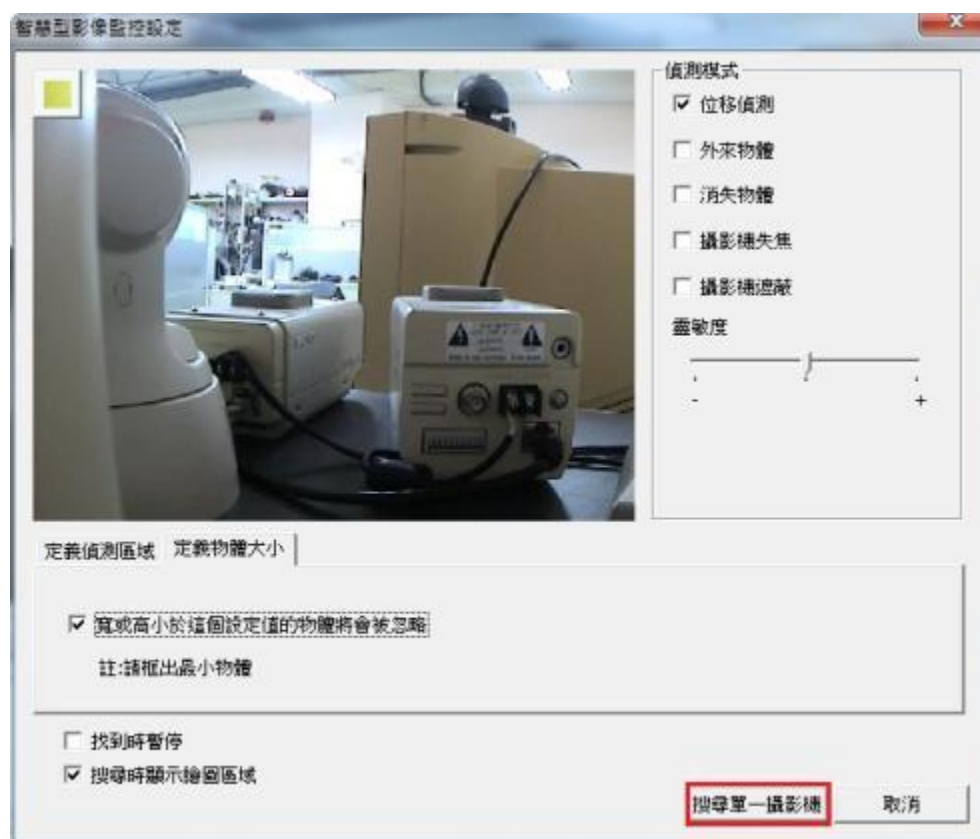 智慧型影像監控設定
偵測模式
位移偵測
外來物體
消失物體
攝影機失焦
攝影機遮蔽
靈敏度
- +
定義偵測區域 定義物體大小
寬或高小於這個設定值的物體將會被忽略
註:請框出最小物體
找到時暫停
搜尋時顯示繪圖區域
搜尋單一攝影機 取消